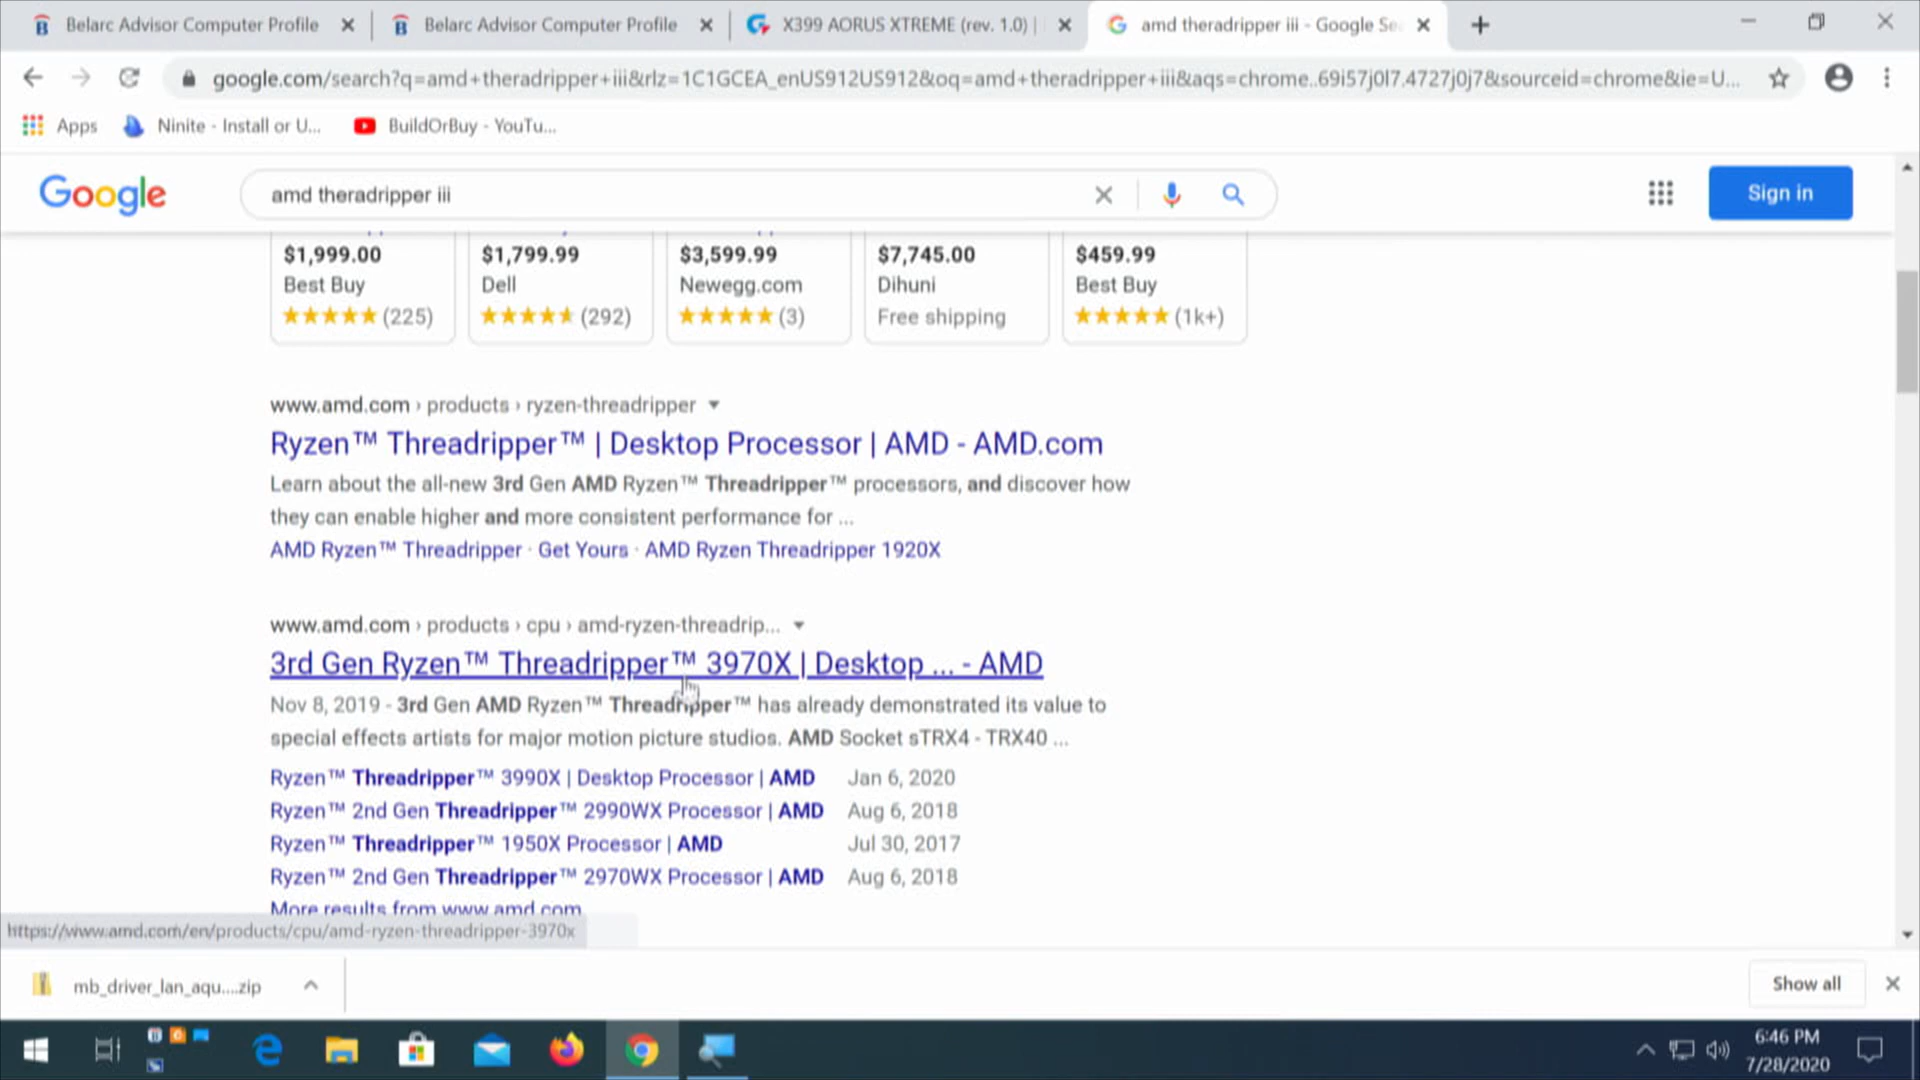 Belarc Advisor Computer Profile
Belarc Advisor Computer Profile
X399 AORUS XTREME (rev. 1.0) |
amd theradripper iii - Google Sea
google.com/search?q=amd+theradripper+iii&rlz=1C1GCEA_enUS912US912&oq=amd+theradripper+iii&aqs=chrome..69i57j0l7.4727j0j7&sourceid=chrome&ie=U...
Apps
Ninite - Install or U...
BuildOrBuy - YouTu...
Google
amd theradripper iii
Sign in
$1,999.00
Best Buy
(225)
$1,799.99
Dell
(292)
$3,599.99
Newegg.com
(3)
$7,745.00
Dihuni
Free shipping
$459.99
Best Buy
(1k+)
www.amd.com › products › ryzen-threadripper
Ryzen™ Threadripper™ | Desktop Processor | AMD - AMD.com
Learn about the all-new 3rd Gen AMD Ryzen™ Threadripper™ processors, and discover how
they can enable higher and more consistent performance for ...
AMD Ryzen™ Threadripper · Get Yours · AMD Ryzen Threadripper 1920X
www.amd.com › products › cpu › amd-ryzen-threadrip...
3rd Gen Ryzen™ Threadripper™ 3970X | Desktop ... - AMD
Nov 8, 2019 - 3rd Gen AMD Ryzen™ Threadripper™ has already demonstrated its value to
special effects artists for major motion picture studios. AMD Socket sTRX4 - TRX40 ...
Ryzen™ Threadripper™ 3990X | Desktop Processor | AMD Jan 6, 2020
Ryzen™ 2nd Gen Threadripper™ 2990WX Processor | AMD Aug 6, 2018
Ryzen™ Threadripper™ 1950X Processor | AMD Jul 30, 2017
Ryzen™ 2nd Gen Threadripper™ 2970WX Processor | AMD Aug 6, 2018
More results from www.amd.com
https://www.amd.com/en/products/cpu/amd-ryzen-threadripper-3970x
mb_driver_lan_aqu....zip
Show all
6:46 PM
7/28/2020